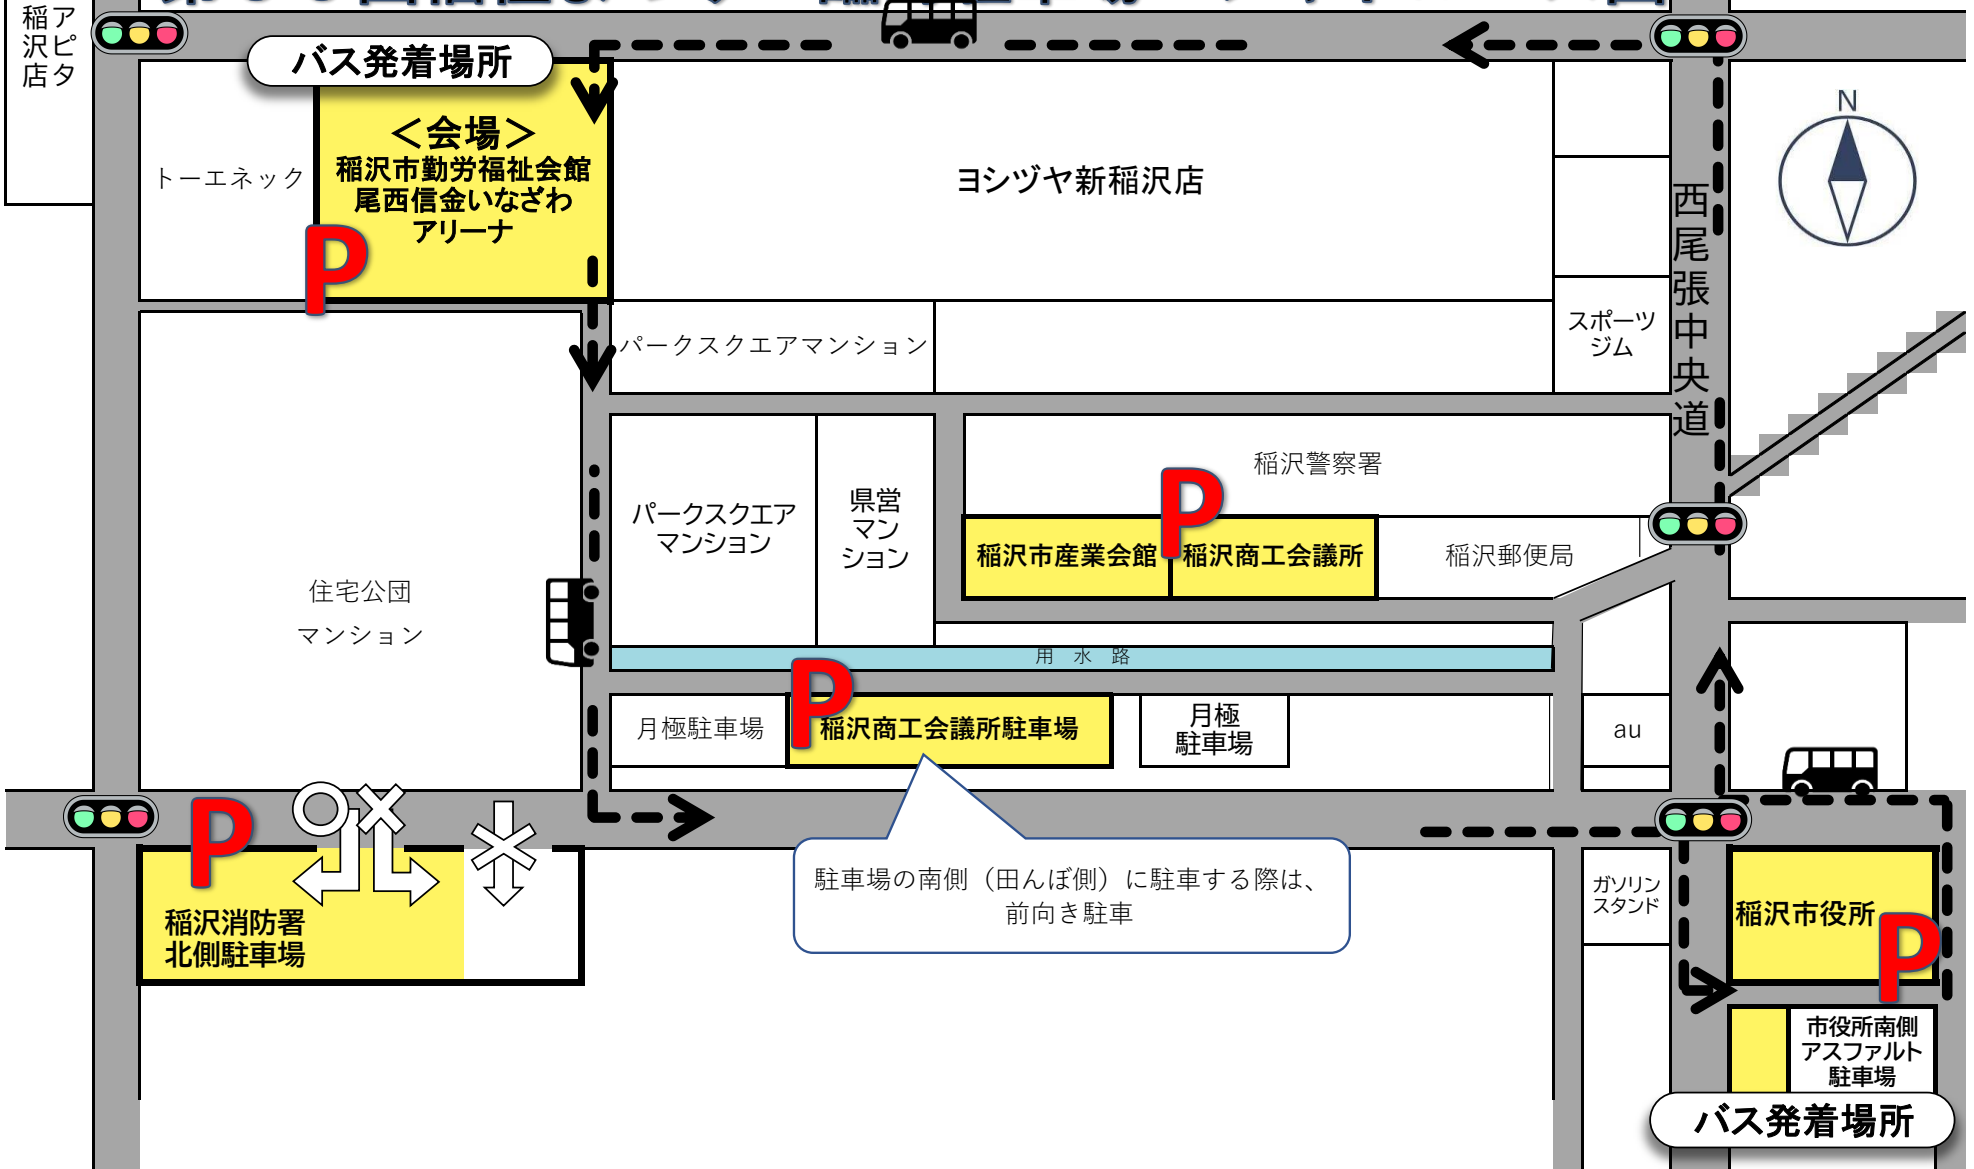 アピタ
稲沢店
バス発着場所
＜会場＞
稲沢市勤労福祉会館
尾西信金いなざわ
アリーナ
P
トーエネック
ヨシヅヤ新稲沢店
N
西尾張中央道
スポーツ
ジム
パークスクエアマンション
稲沢警察署
P
パークスクエア
マンション
県営
マン
ション
稲沢市産業会館
稲沢商工会議所
稲沢郵便局
住宅公団
マンション
用 水 路
P
月極駐車場
稲沢商工会議所駐車場
月極
駐車場
au
P
稲沢消防署
北側駐車場
駐車場の南側（田んぼ側）に駐車する際は、
前向き駐車
ガソリン
スタンド
稲沢市役所
P
市役所南側
アスファルト
駐車場
バス発着場所